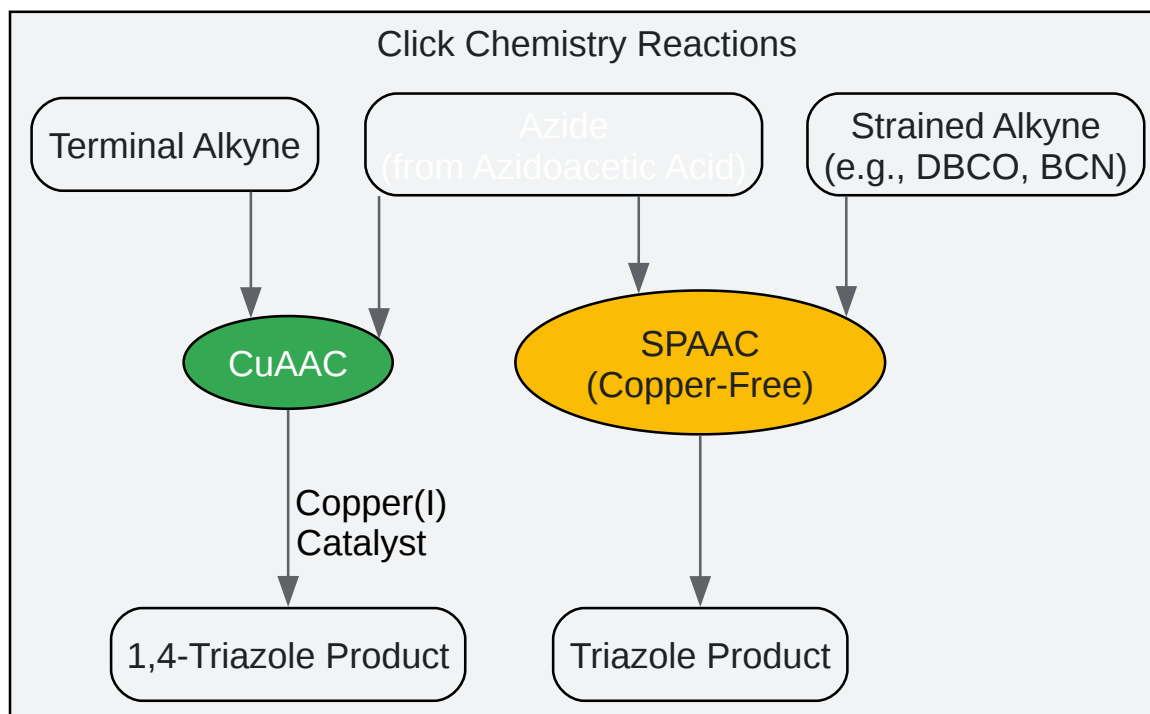 Click Chemistry Reactions
Terminal Alkyne
Azide
(from Azidoacetic Acid)
Strained Alkyne
(e.g., DBCO, BCN)
CuAAC
SPAAC
(Copper-Free)
Copper(I)
Catalyst
1,4-Triazole Product
Triazole Product